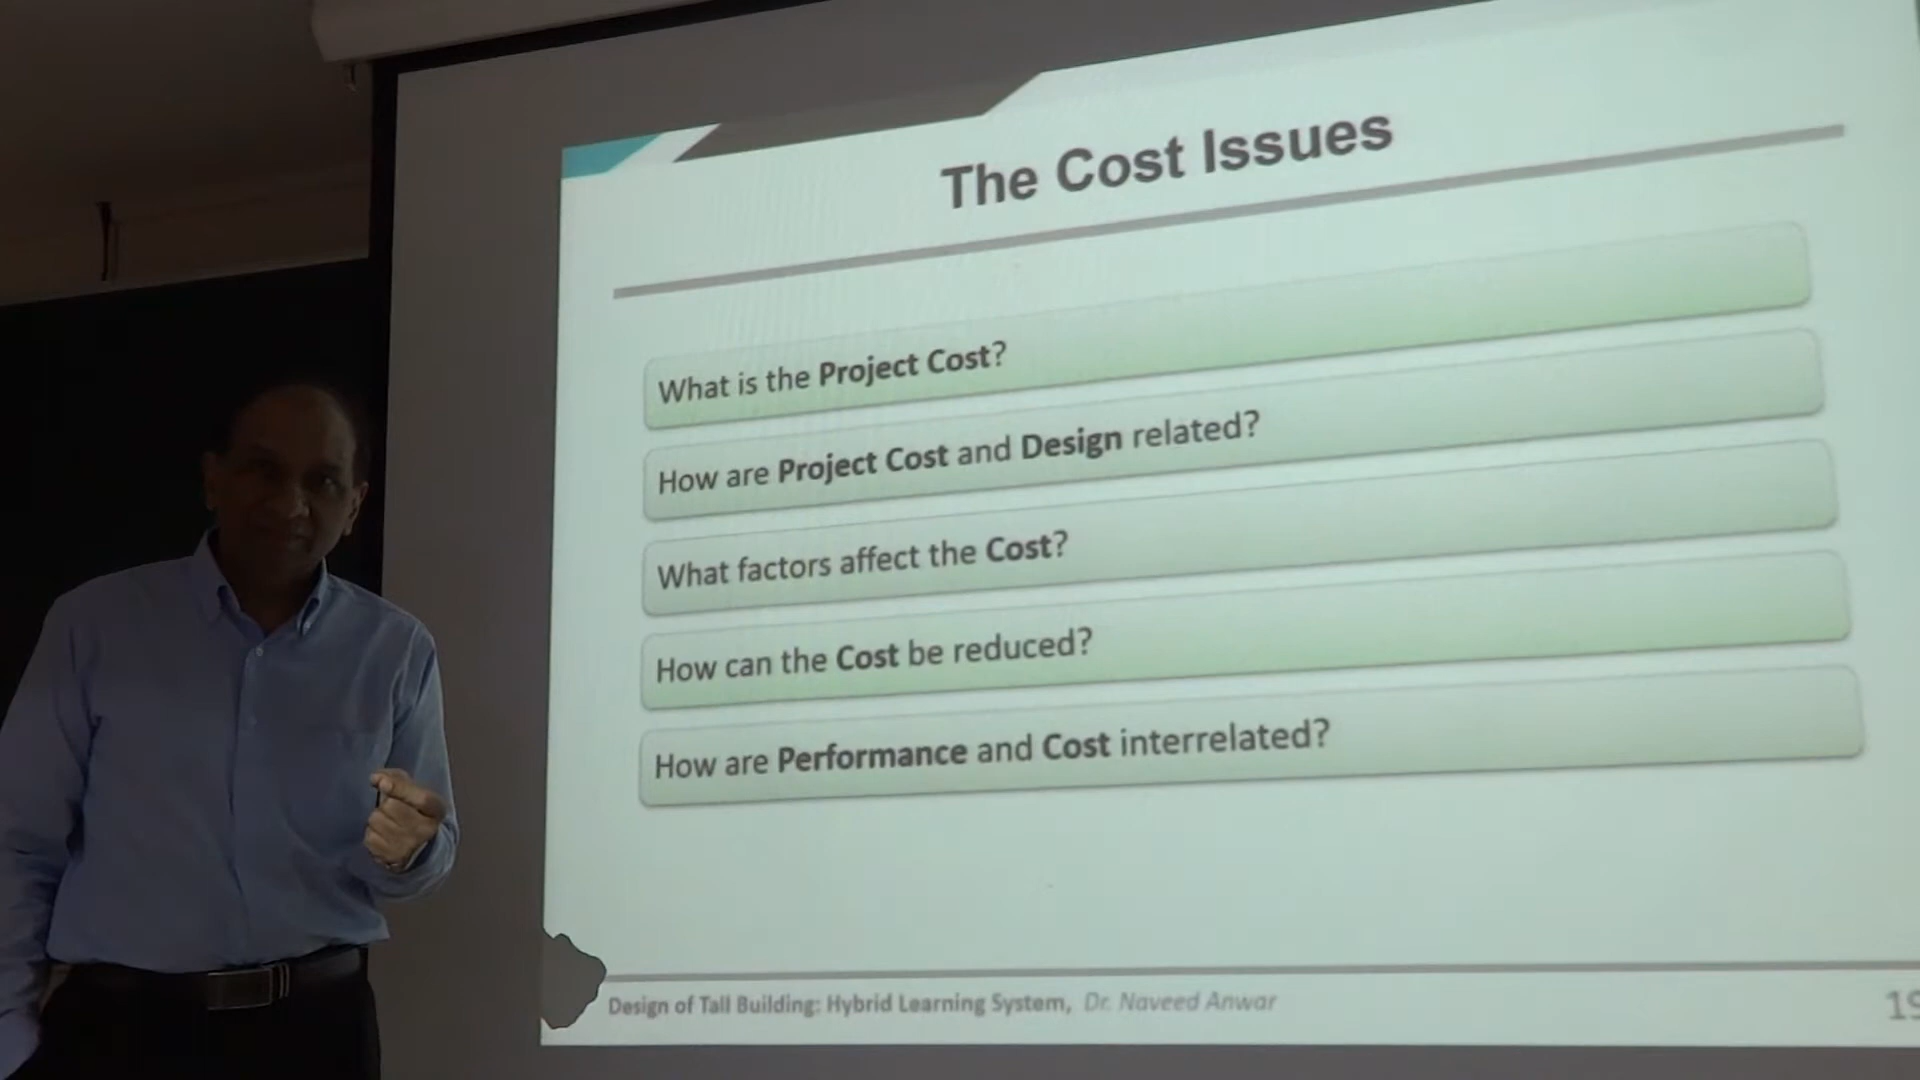 The Cost Issues
What is the Project Cost?
How are Project Cost and Design related?
What factors affect the Cost?
How can the Cost be reduced?
How are Performance and Cost interrelated?
Design of Tall Building: Hybrid Learning System, Dr. Naveed Anwar